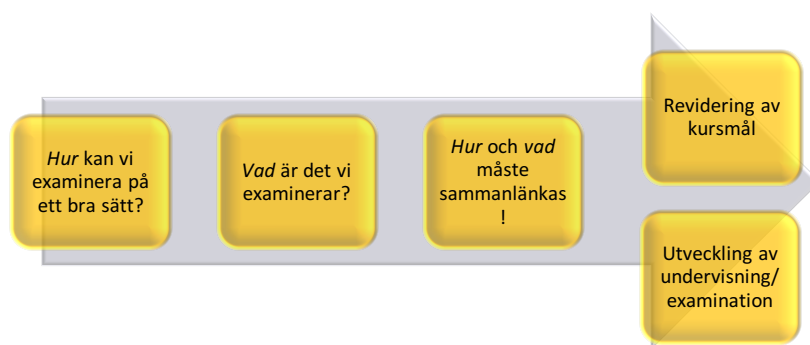 Hur kan vi
examinera på
ett bra sätt?
Vad är det vi
examinerar?
Hur och vad
måste
sammanlänkas
!
Revidering av
kursmål
Utveckling av
undervisning/
examination